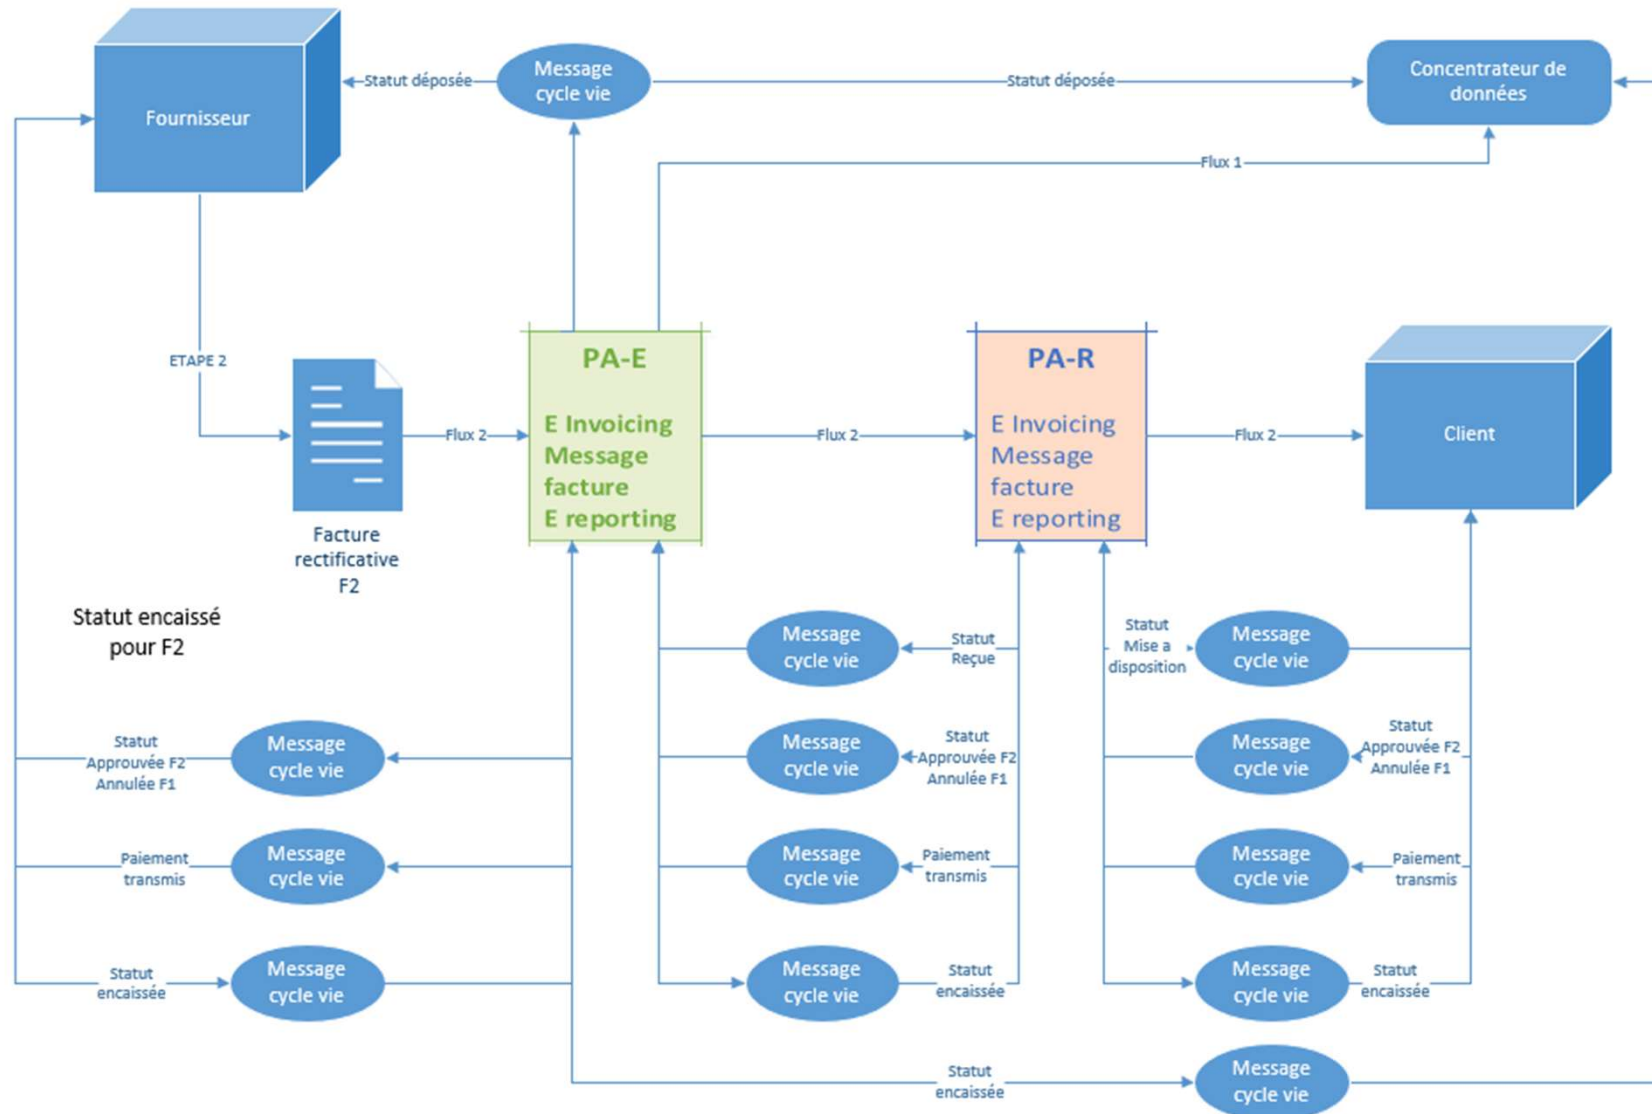 Fournisseur
Statut déposée
Message
cycle vie
Statut déposée
Concentrateur de
données
Flux 1
ETAPE 2
Facture
rectificative
F2
Flux 2
PA-E
E Invoicing
Message
facture
E reporting
Flux 2
PA-R
E Invoicing
Message
facture
E reporting
Flux 2
Client
Statut encaissé
pour F2
Message
cycle vie
Statut
Reçue
Statut
Mise a
disposition
Message
cycle vie
Statut
Approuvée F2
Annulée F1
Message
cycle vie
Message
cycle vie
Statut
Approuvée F2
Annulée F1
Message
cycle vie
Statut
Approuvée F2
Annulée F1
Paiement
transmis
Message
cycle vie
Message
cycle vie
Paiement
transmis
Message
cycle vie
Paiement
transmis
Statut
encaissée
Message
cycle vie
Message
cycle vie
Statut
encaissée
Message
cycle vie
Statut
encaissée
Statut
encaissée
Message
cycle vie